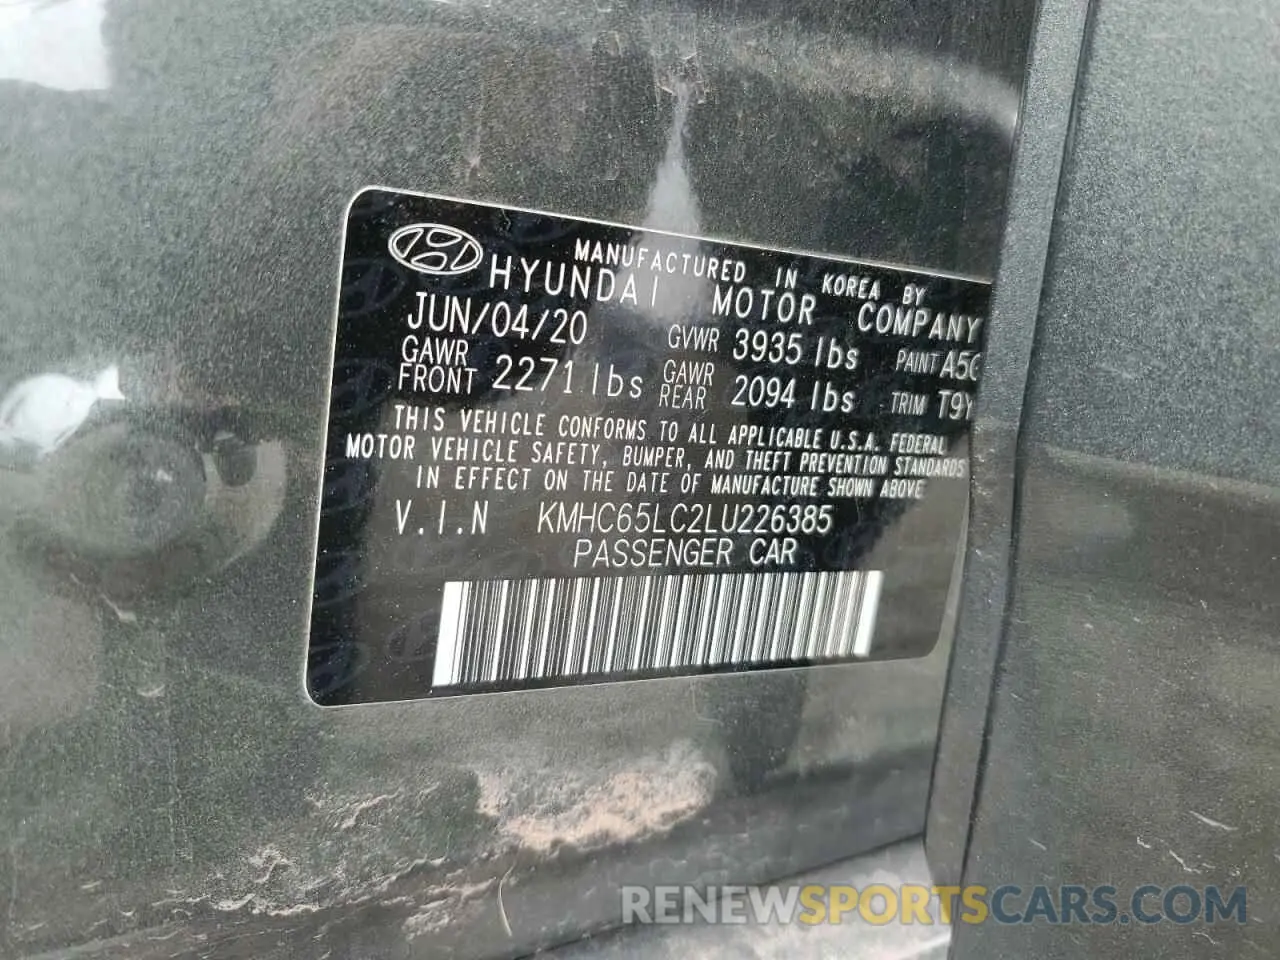 MANUFACTURED IN KOREA BY
HYUNDAI MOTOR COMPANY
JUN/04/20 GVWR 3935 lbs PAINT
GAWR FRONT 2271 lbs GAWR REAR 2094 lbs TRIM
THIS VEHICLE CONFORMS TO ALL APPLICABLE U.S.A. FEDERAL
MOTOR VEHICLE SAFETY, BUMPER, AND THEFT PREVENTION STANDARDS
IN EFFECT ON THE DATE OF MANUFACTURE SHOWN ABOVE
V.I.N KMHC65LC2LU226385
PASSENGER CAR
RENEWSPORTSCARS.COM